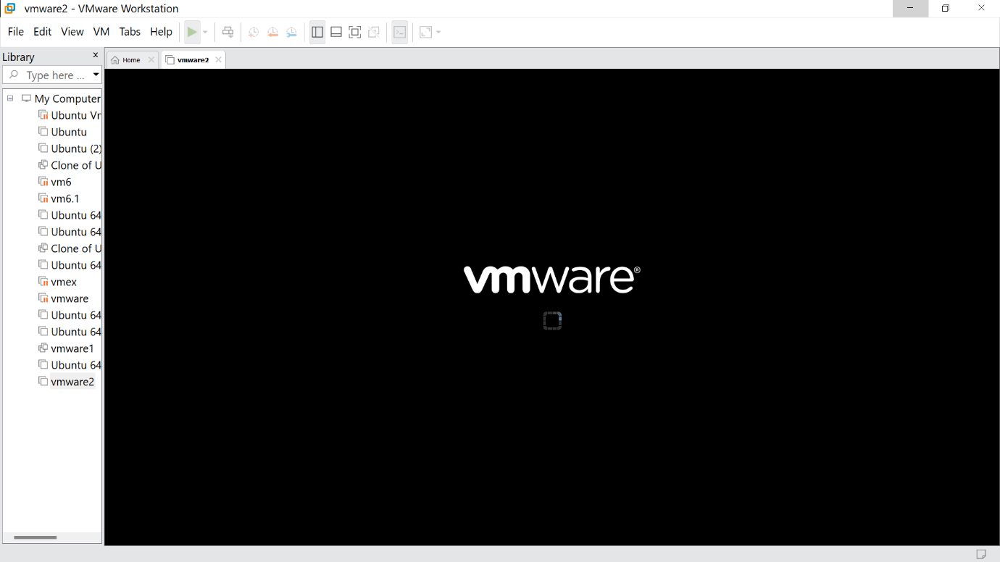 vmware2 - VMware Workstation
File Edit View VM Tabs Help
Library x
Type here ...
Home
vmware2
My Computer
Ubuntu Vr
Ubuntu
Ubuntu (2)
Clone of U
vm6
vm6.1
Ubuntu 64
Ubuntu 64
Clone of U
Ubuntu 64
vmex
vmware
Ubuntu 64
Ubuntu 64
vmware1
Ubuntu 64
vmware2
vmware®